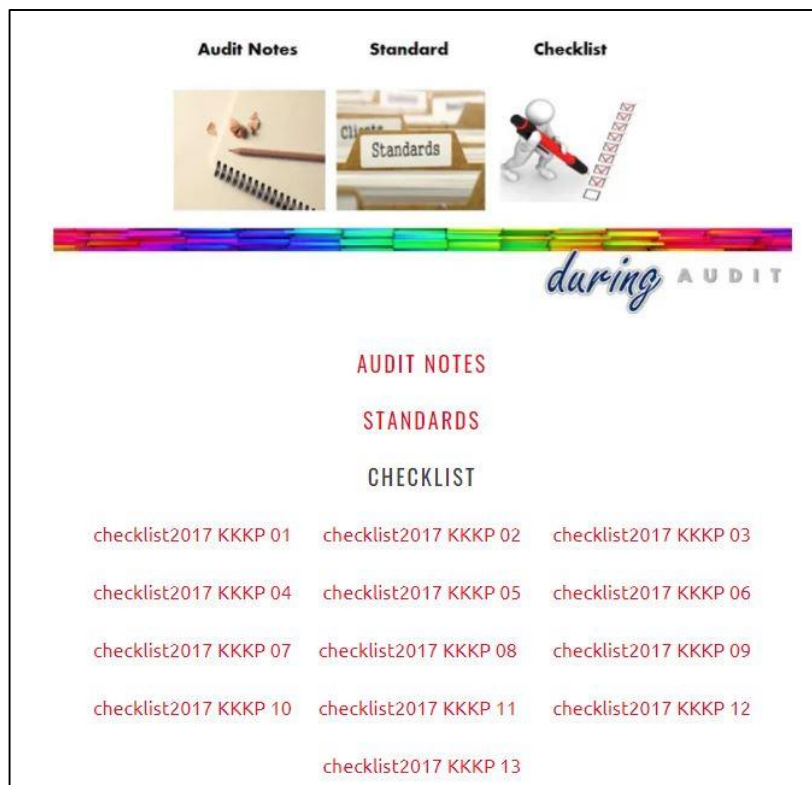 Audit Notes Standard Checklist
Clients
Standards
during AUDIT
AUDIT NOTES
STANDARDS
CHECKLIST
checklist2017 KKKP 01 checklist2017 KKKP 02 checklist2017 KKKP 03
checklist2017 KKKP 04 checklist2017 KKKP 05 checklist2017 KKKP 06
checklist2017 KKKP 07 checklist2017 KKKP 08 checklist2017 KKKP 09
checklist2017 KKKP 10 checklist2017 KKKP 11 checklist2017 KKKP 12
checklist2017 KKKP 13